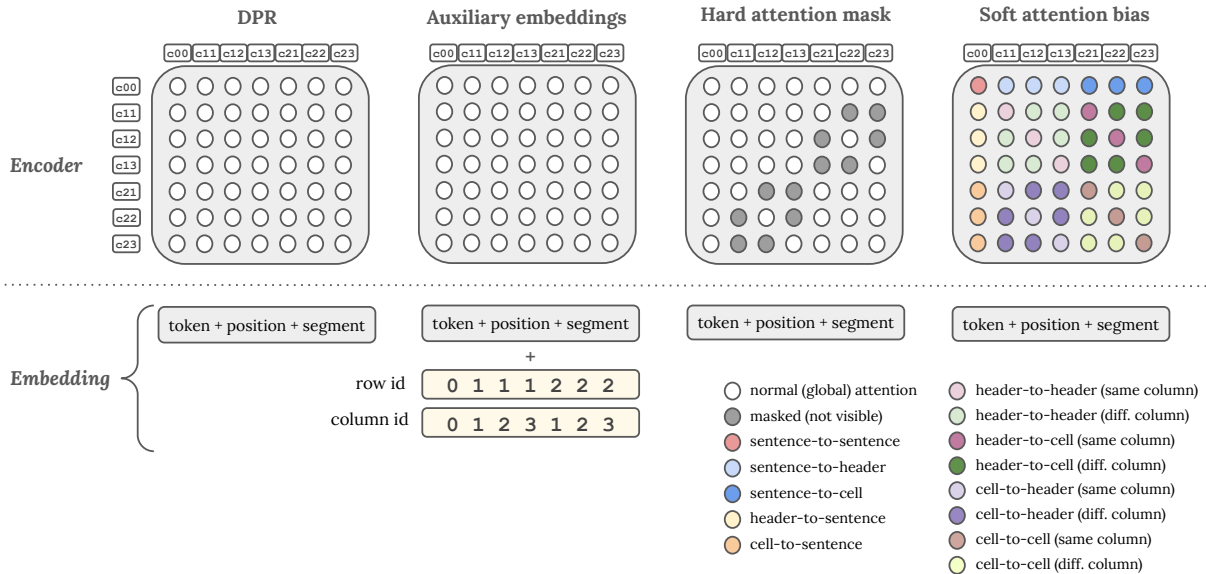 DPR
Auxiliary embeddings
Hard attention mask
Soft attention bias
c00 c11 c12 c13 c21 c22 c23
c00 c11 c12 c13 c21 c22 c23
c00 c11 c12 c13 c21 c22 c23
c00 c11 c12 c13 c21 c22 c23
Encoder
c00
c11
c12
c13
c21
c22
c23
Embedding
token + position + segment
token + position + segment
token + position + segment
token + position + segment
+
row id
0 1 1 1 2 2 2
column id
0 1 2 3 1 2 3
normal (global) attention
masked (not visible)
sentence-to-sentence
sentence-to-header
sentence-to-cell
header-to-sentence
cell-to-sentence
header-to-header (same column)
header-to-header (diff. column)
header-to-cell (same column)
header-to-cell (diff. column)
cell-to-header (same column)
cell-to-header (diff. column)
cell-to-cell (same column)
cell-to-cell (diff. column)